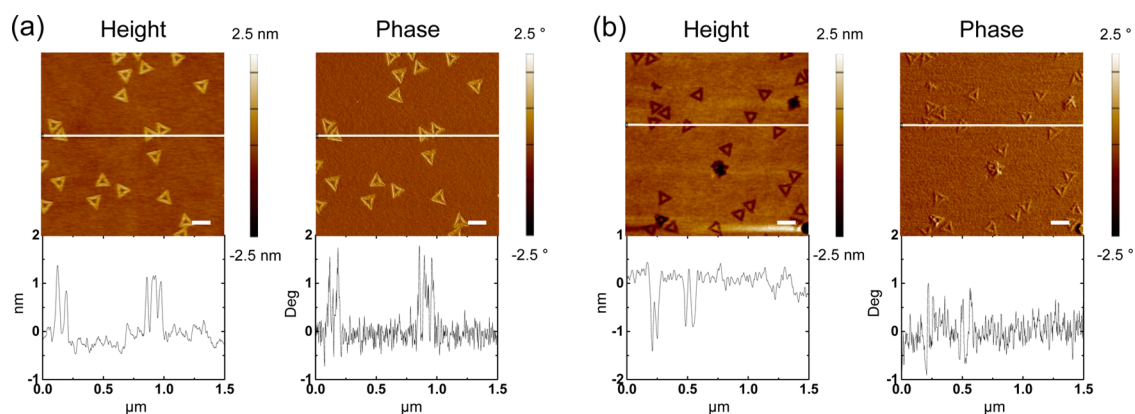 (a) Height Phase (b) Height Phase
2.5 nm 2.5 ° 2.5 nm 2.5 °
-2.5 nm -2.5 ° -2.5 nm -2.5 °
2 2 1 2
1 1 0 1
0 0 -1 0
-1 -1 -2 -1
nm Deg nm Deg
0.0 0.5 1.0 1.5 0.0 0.5 1.0 1.5 0.0 0.5 1.0 1.5 0.0 0.5 1.0 1.5
µm µm µm µm